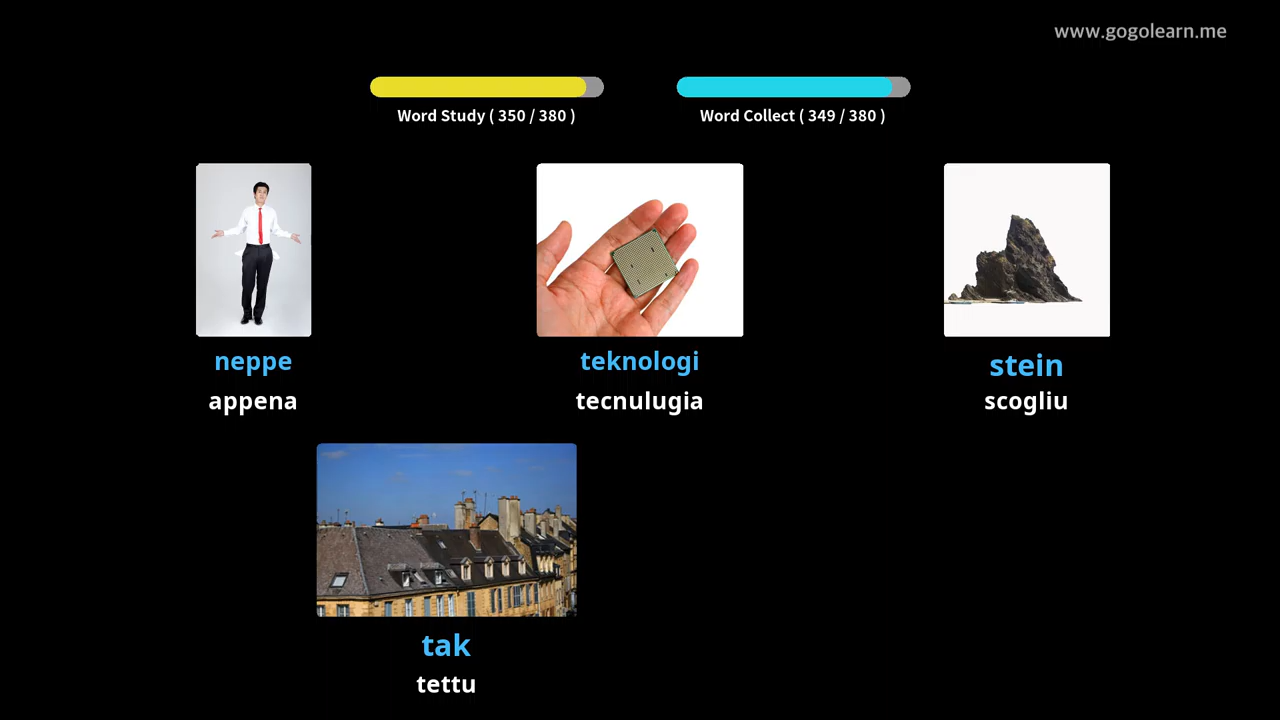 www.gogolearn.me
Word Study ( 350 / 380 )
Word Collect ( 349 / 380 )
neppe
appena
teknologi
tecnulugia
stein
scogliu
tak
tettu